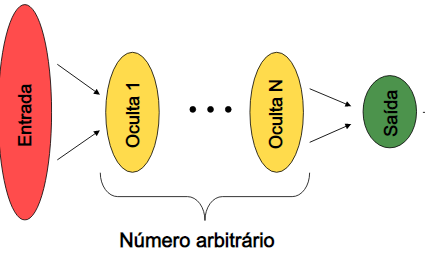 Entrada
Oculta 1
Oculta N
Saída
Número arbitrário